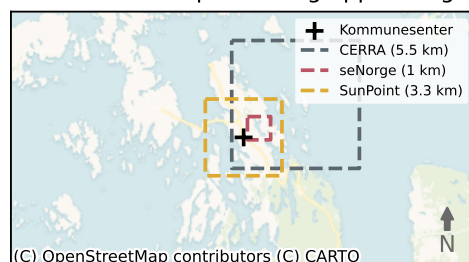 Kommunesenter
CERRA (5.5 km)
seNorge (1 km)
SunPoint (3.3 km)
N
(C) OpenStreetMap contributors (C) CARTO